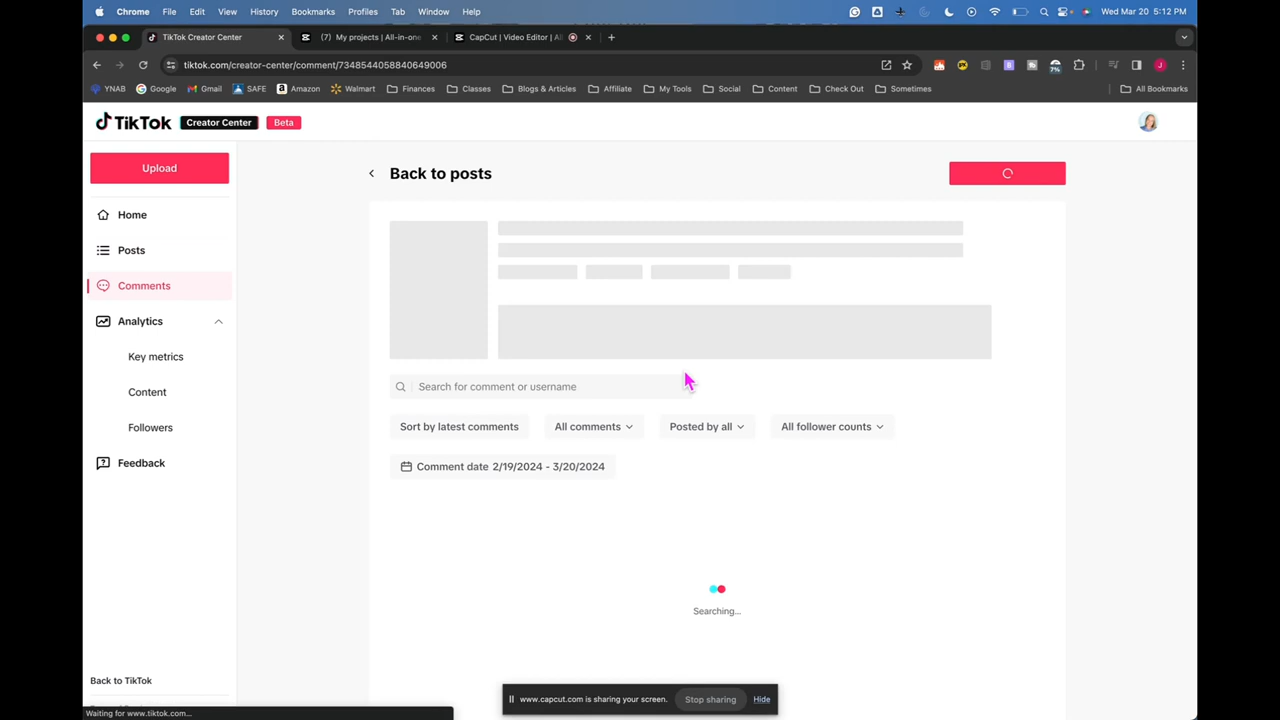 Chrome File Edit View History Bookmarks Profiles Tab Window Help Wed Mar 20 5:12 PM
TikTok Creator Center
(7) My projects | All-in-one
CapCut | Video Editor | All
tiktok.com/creator-center/comment/7348544058840649006
7%
J
YNAB Google Gmail SAFE Amazon Walmart Finances Classes Blogs & Articles Affiliate My Tools Social Content Check Out Sometimes All Bookmarks
TikTok Creator Center Beta
Upload
Home
Posts
Comments
Analytics
Key metrics
Content
Followers
Feedback
Back to TikTok
Back to posts
Search for comment or username
Sort by latest comments All comments Posted by all All follower counts
Comment date 2/19/2024 - 3/20/2024
Searching...
www.capcut.com is sharing your screen. Stop sharing Hide
Waiting for www.tiktok.com...